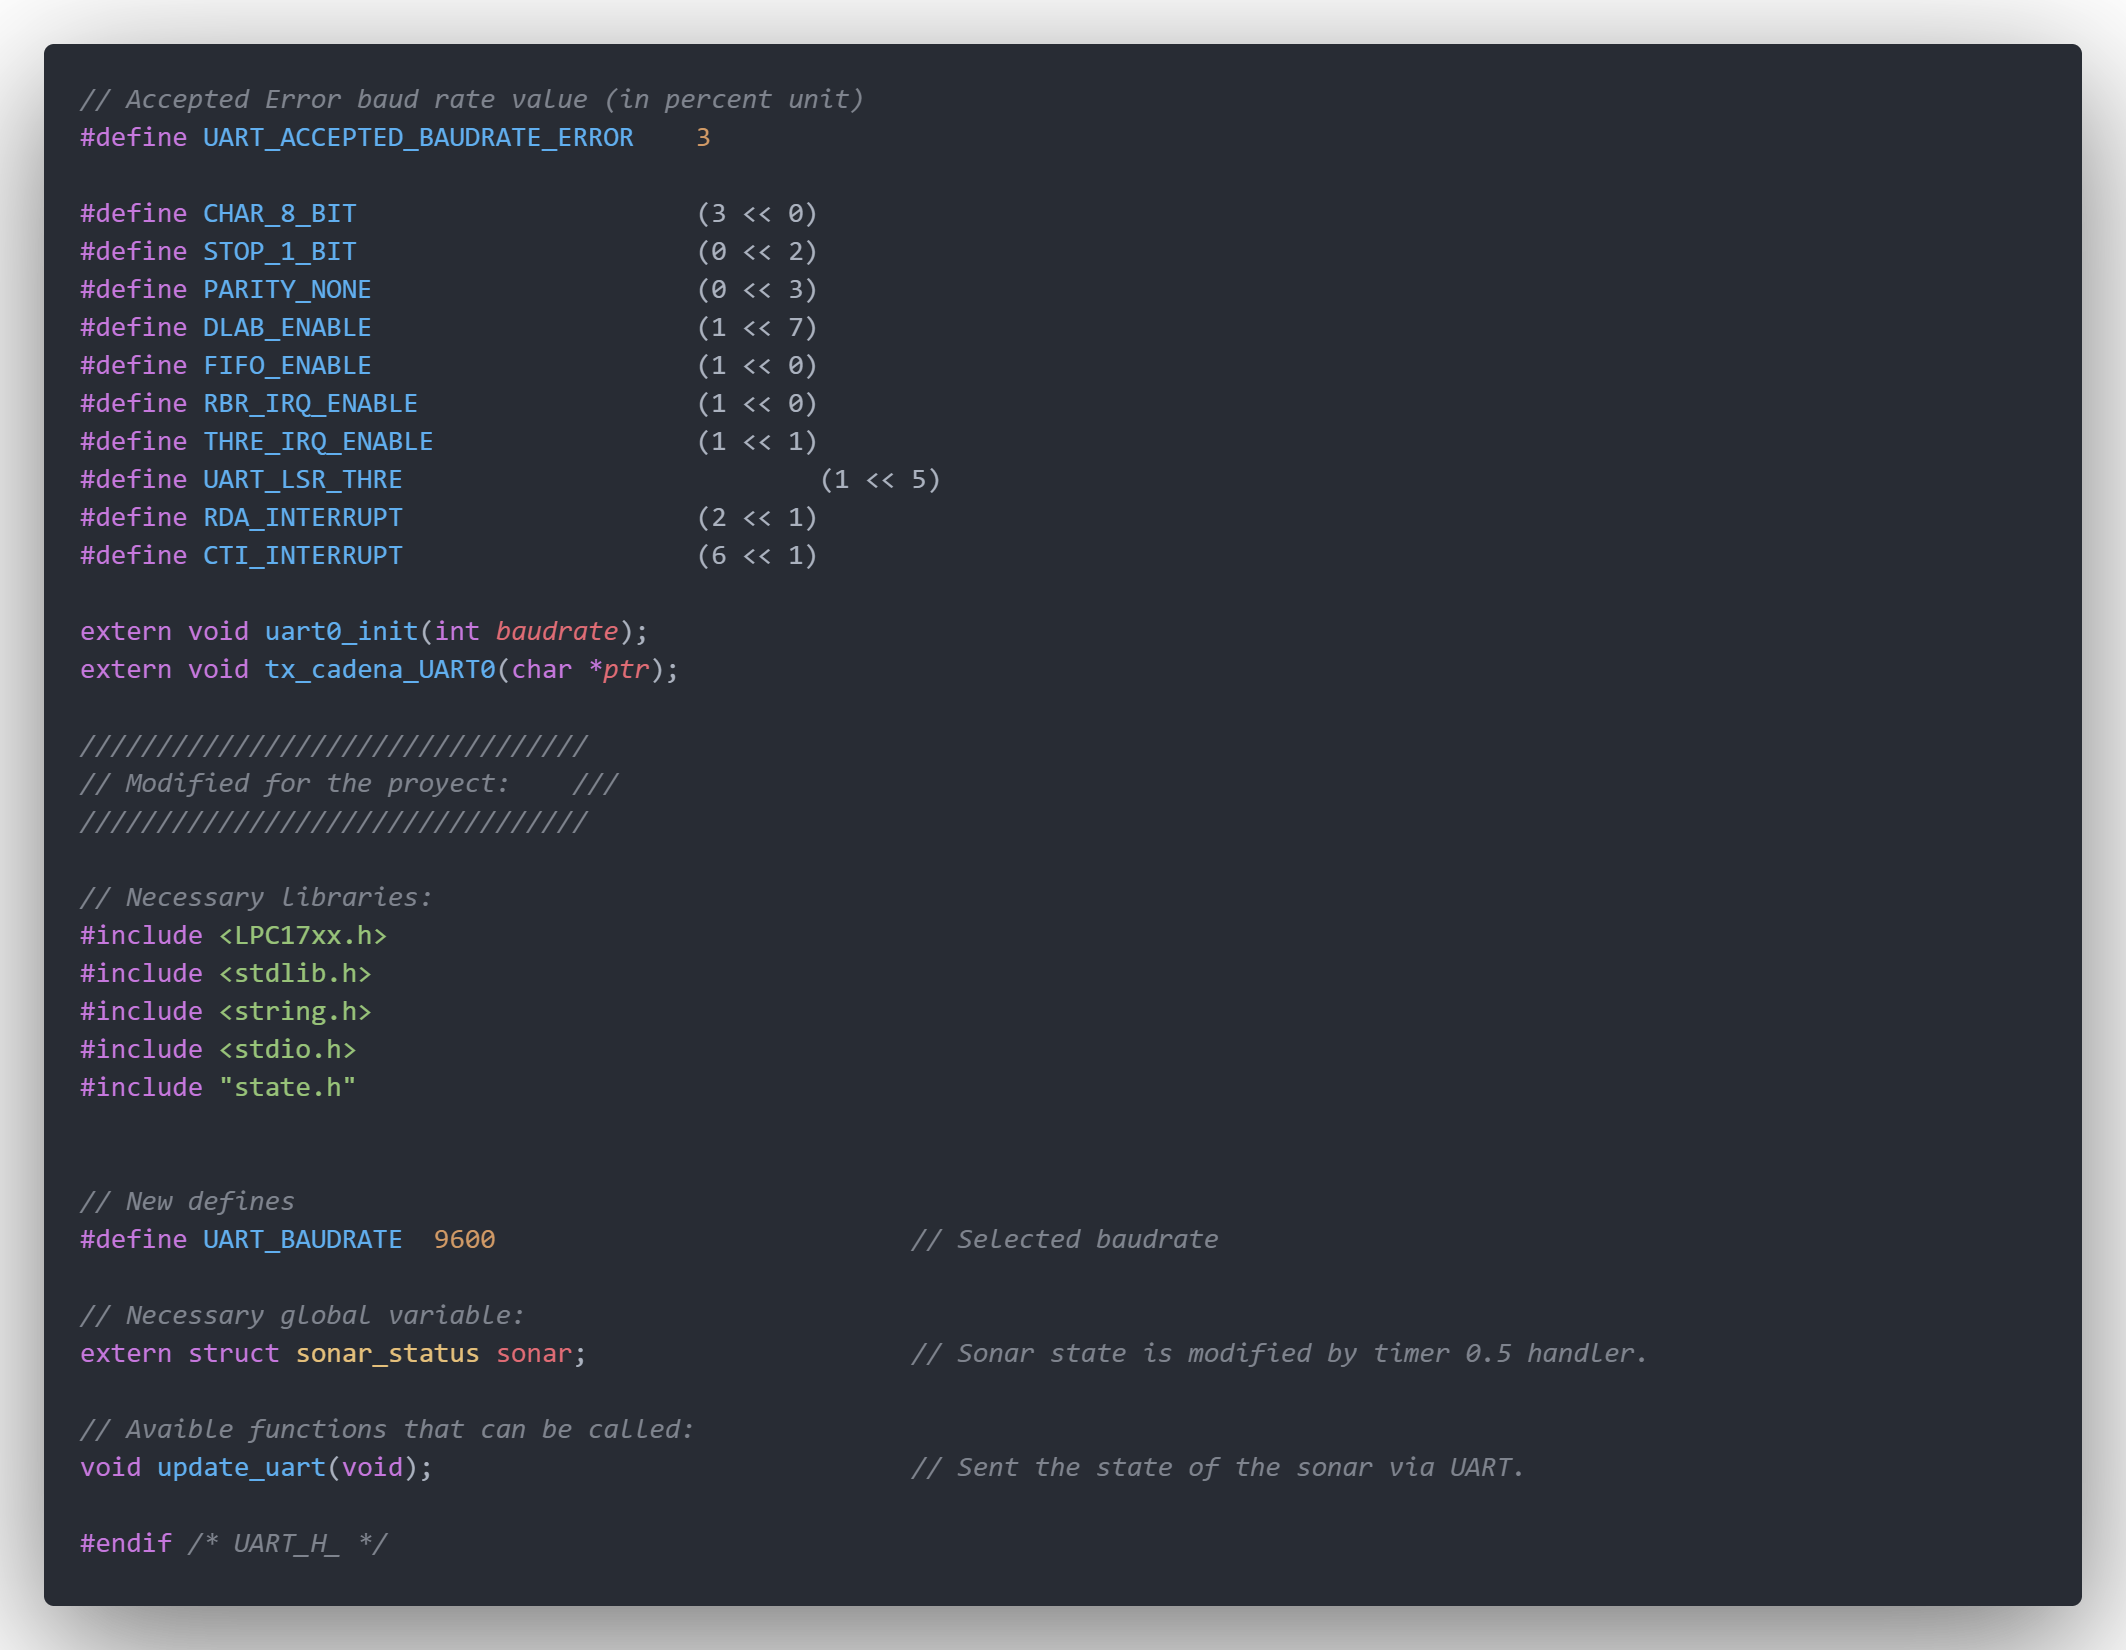 // Accepted Error baud rate value (in percent unit)
#define UART_ACCEPTED_BAUDRATE_ERROR    3

#define CHAR_8_BIT                      (3 << 0)
#define STOP_1_BIT                      (0 << 2)
#define PARITY_NONE                     (0 << 3)
#define DLAB_ENABLE                     (1 << 7)
#define FIFO_ENABLE                     (1 << 0)
#define RBR_IRQ_ENABLE                  (1 << 0)
#define THRE_IRQ_ENABLE                 (1 << 1)
#define UART_LSR_THRE                           (1 << 5)
#define RDA_INTERRUPT                   (2 << 1)
#define CTI_INTERRUPT                   (6 << 1)

extern void uart0_init(int baudrate);
extern void tx_cadena_UART0(char *ptr);

/////////////////////////////////
// Modified for the proyect:    ///
/////////////////////////////////

// Necessary libraries:
#include <LPC17xx.h>
#include <stdlib.h>
#include <string.h>
#include <stdio.h>
#include "state.h"


// New defines
#define UART_BAUDRATE  9600                           // Selected baudrate

// Necessary global variable:
extern struct sonar_status sonar;                     // Sonar state is modified by timer 0.5 handler.

// Avaible functions that can be called:
void update_uart(void);                               // Sent the state of the sonar via UART.

#endif /* UART_H_ */